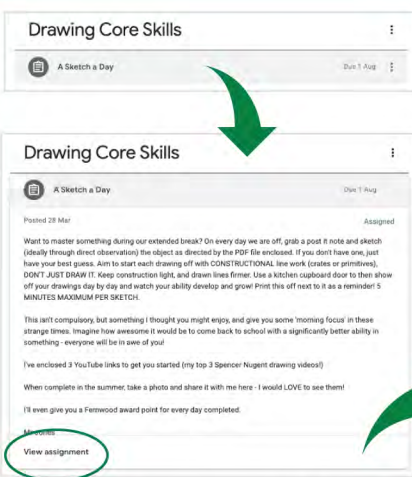 Drawing Core Skills
A Sketch a Day
Due 1 Aug
Drawing Core Skills
A Sketch a Day
Due 1 Aug
Posted 28 Mar
Assigned
Want to master something during our extended break? On every day we are off, grab a post it note and sketch
(ideally through direct observation) the object as directed by the PDF file enclosed. If you don't have one, just
have your best guess. Aim to start each drawing off with CONSTRUCTIONAL line work (crates or primitives),
DON'T JUST DRAW IT. Keep construction light, and drawn lines firmer. Use a kitchen cupboard door to then show
off your drawings day by day and watch your ability develop and grow! Print this off next to it as a reminder! 5
MINUTES MAXIMUM PER SKETCH.
This isn't compulsory, but something I thought you might enjoy, and give you some 'morning focus' in these
strange times. Imagine how awesome it would be to come back to school with a significantly better ability in
something - everyone will be in awe of you!
I've enclosed 3 YouTube links to get you started (my top 3 Spencer Nugent drawing videos!)
When complete in the summer, take a photo and share it with me here - I would LOVE to see them!
I'll even give you a Fernwood award point for every day completed.
View assignment